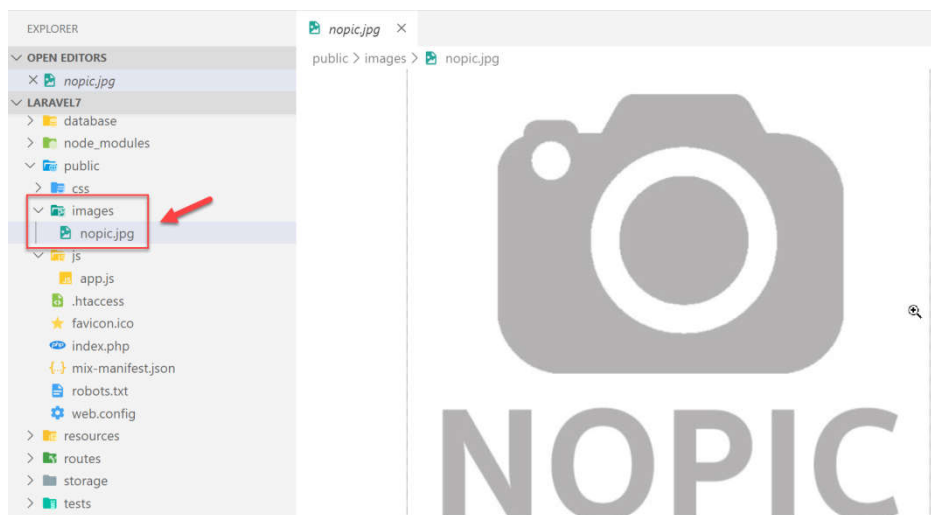 EXPLORER
OPEN EDITORS
nopic.jpg
LARAVEL7
database
node_modules
public
css
images
nopic.jpg
js
app.js
.htaccess
favicon.ico
php index.php
{..} mix-manifest.json
robots.txt
web.config
resources
routes
storage
tests
nopic.jpg
public > images > nopic.jpg
NOPIC